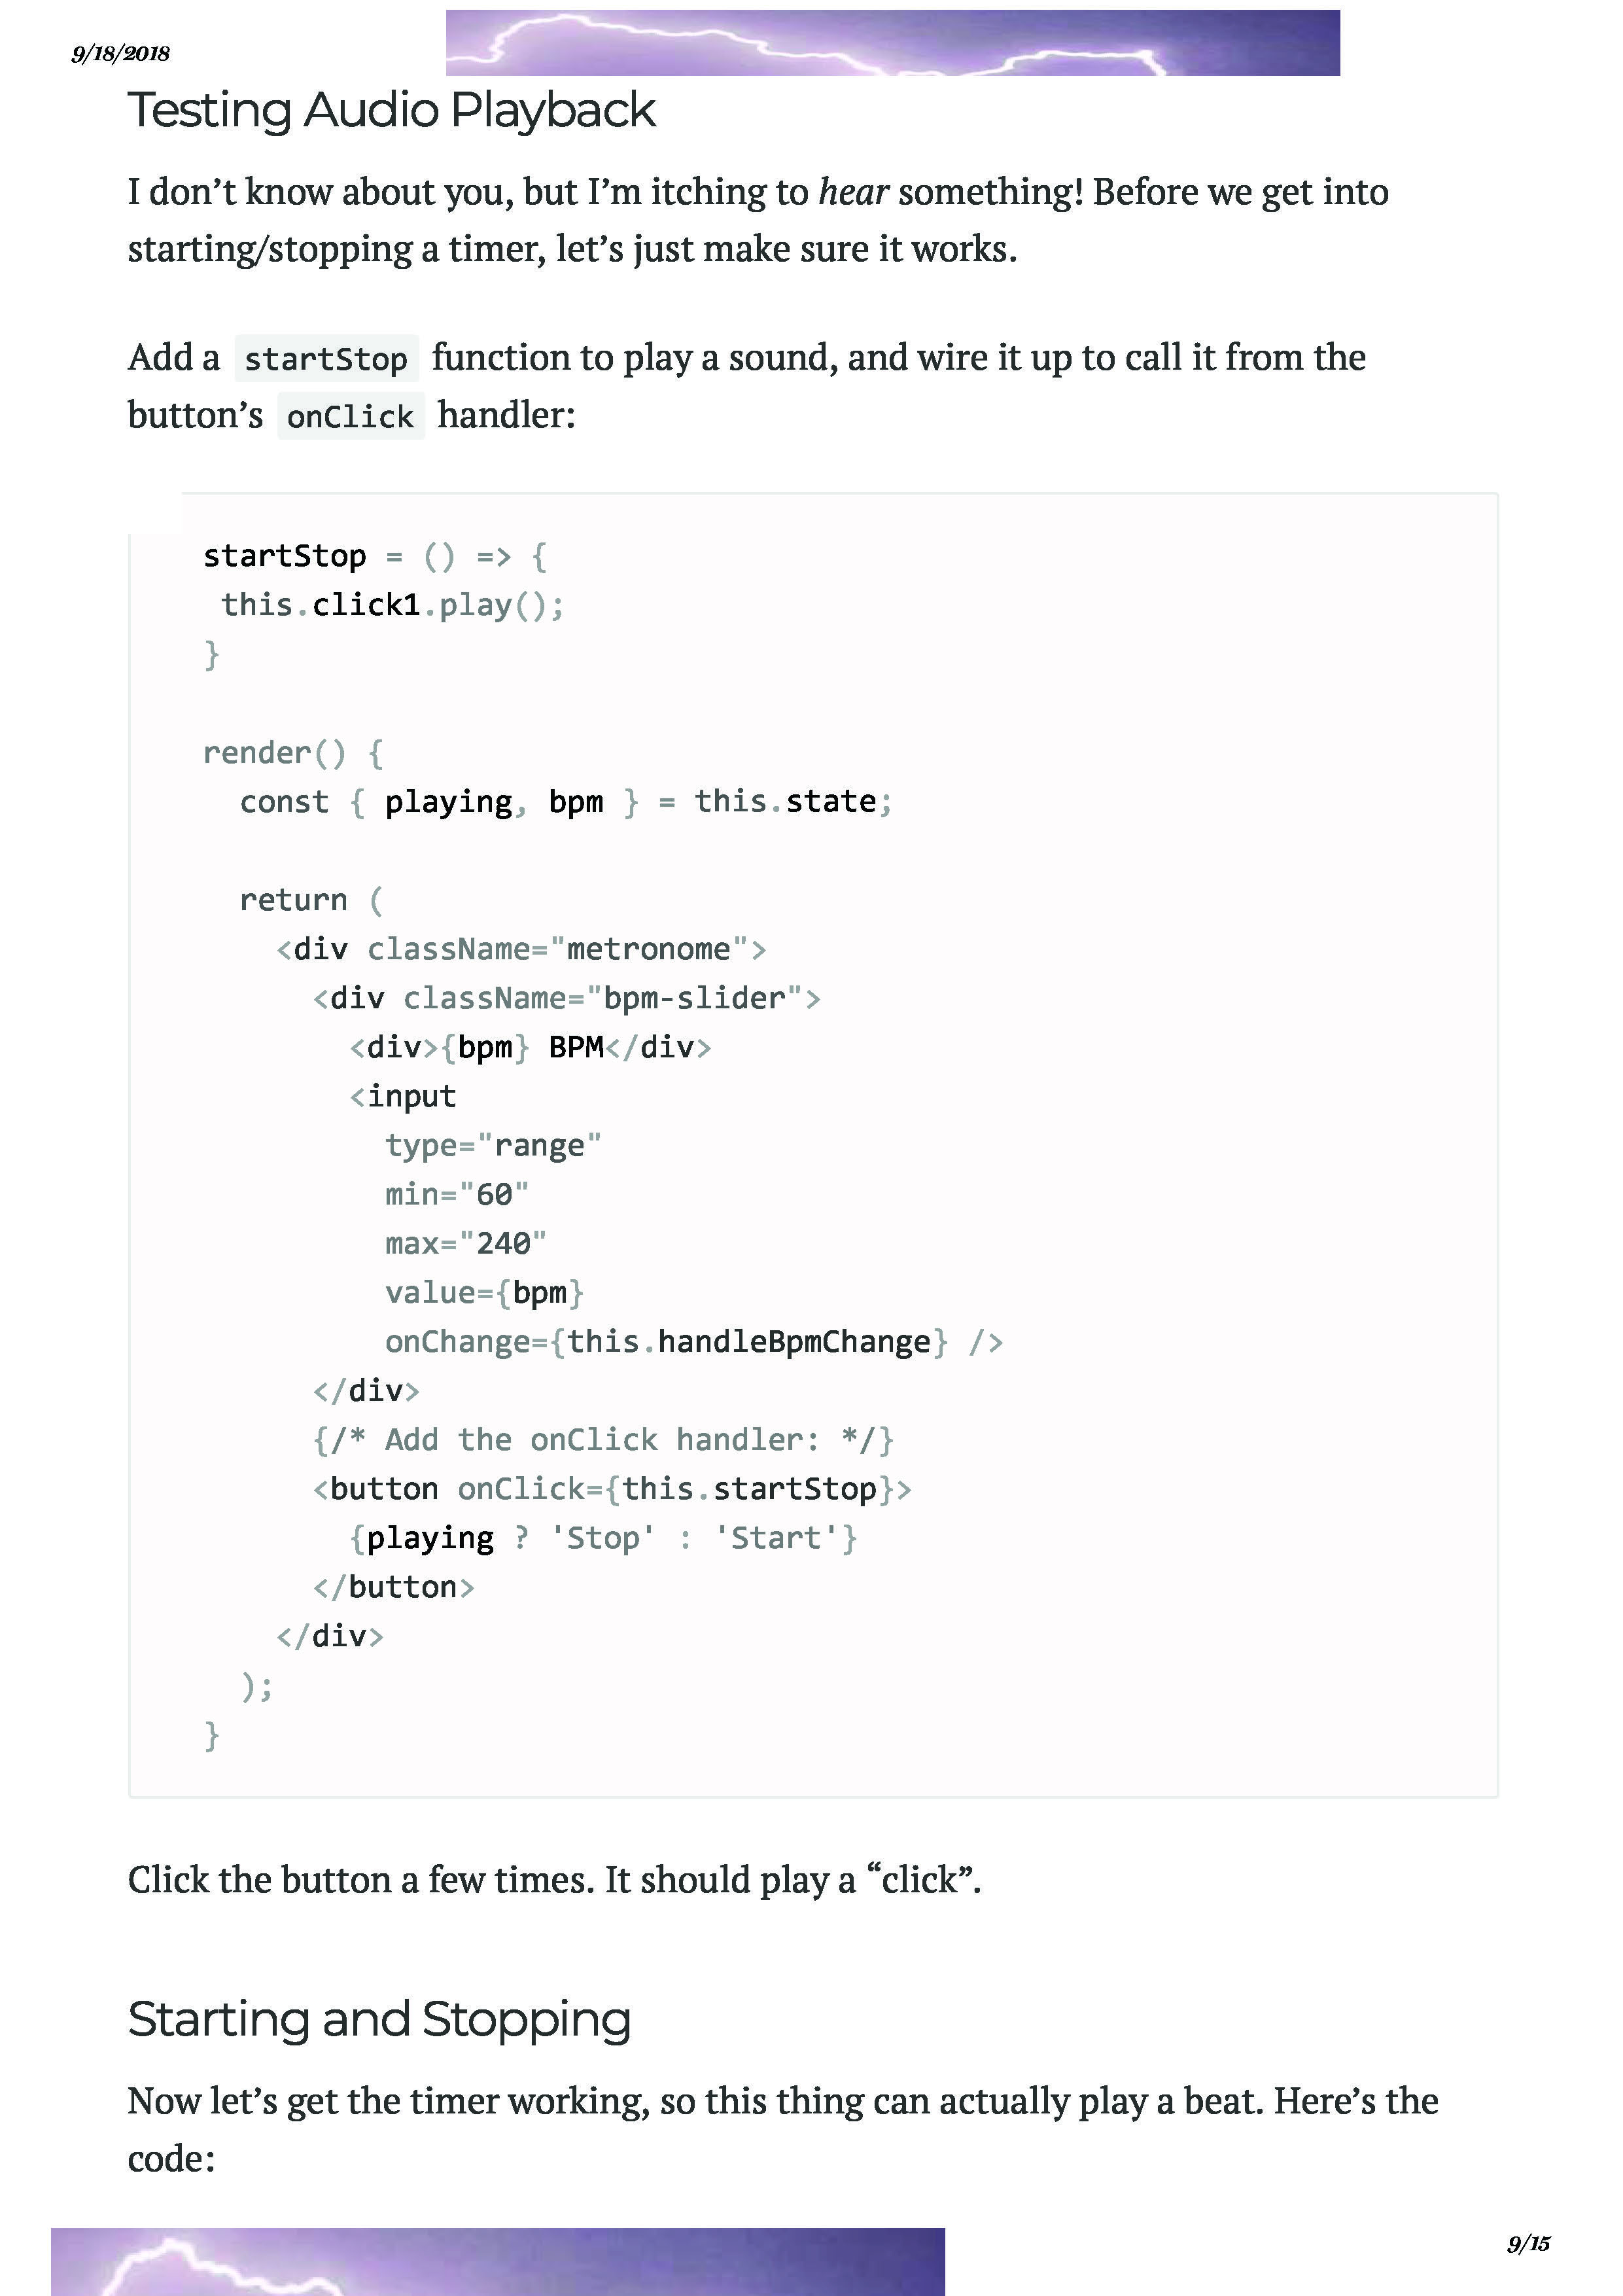 9/18/2018
Testing Audio Playback
I don’t know about you, but I’m itching to hear something! Before we get into
starting/stopping a timer, let’s just make sure it works.
Add a startStop function to play a sound, and wire it up to call it from the
button’s onClick handler:
startStop = () => {
 this.click1.play();
}
render() {
  const { playing, bpm } = this.state;
  return (
    <div className="metronome">
      <div className="bpm-slider">
        <div>{bpm} BPM</div>
        <input
          type="range"
          min="60"
          max="240"
          value={bpm}
          onChange={this.handleBpmChange} />
      </div>
      {/* Add the onClick handler: */}
      <button onClick={this.startStop}>
        {playing ? 'Stop' : 'Start'}
      </button>
    </div>
  );
}
Click the button a few times. It should play a “click”.
Starting and Stopping
Now let’s get the timer working, so this thing can actually play a beat. Here’s the
code:
9/15